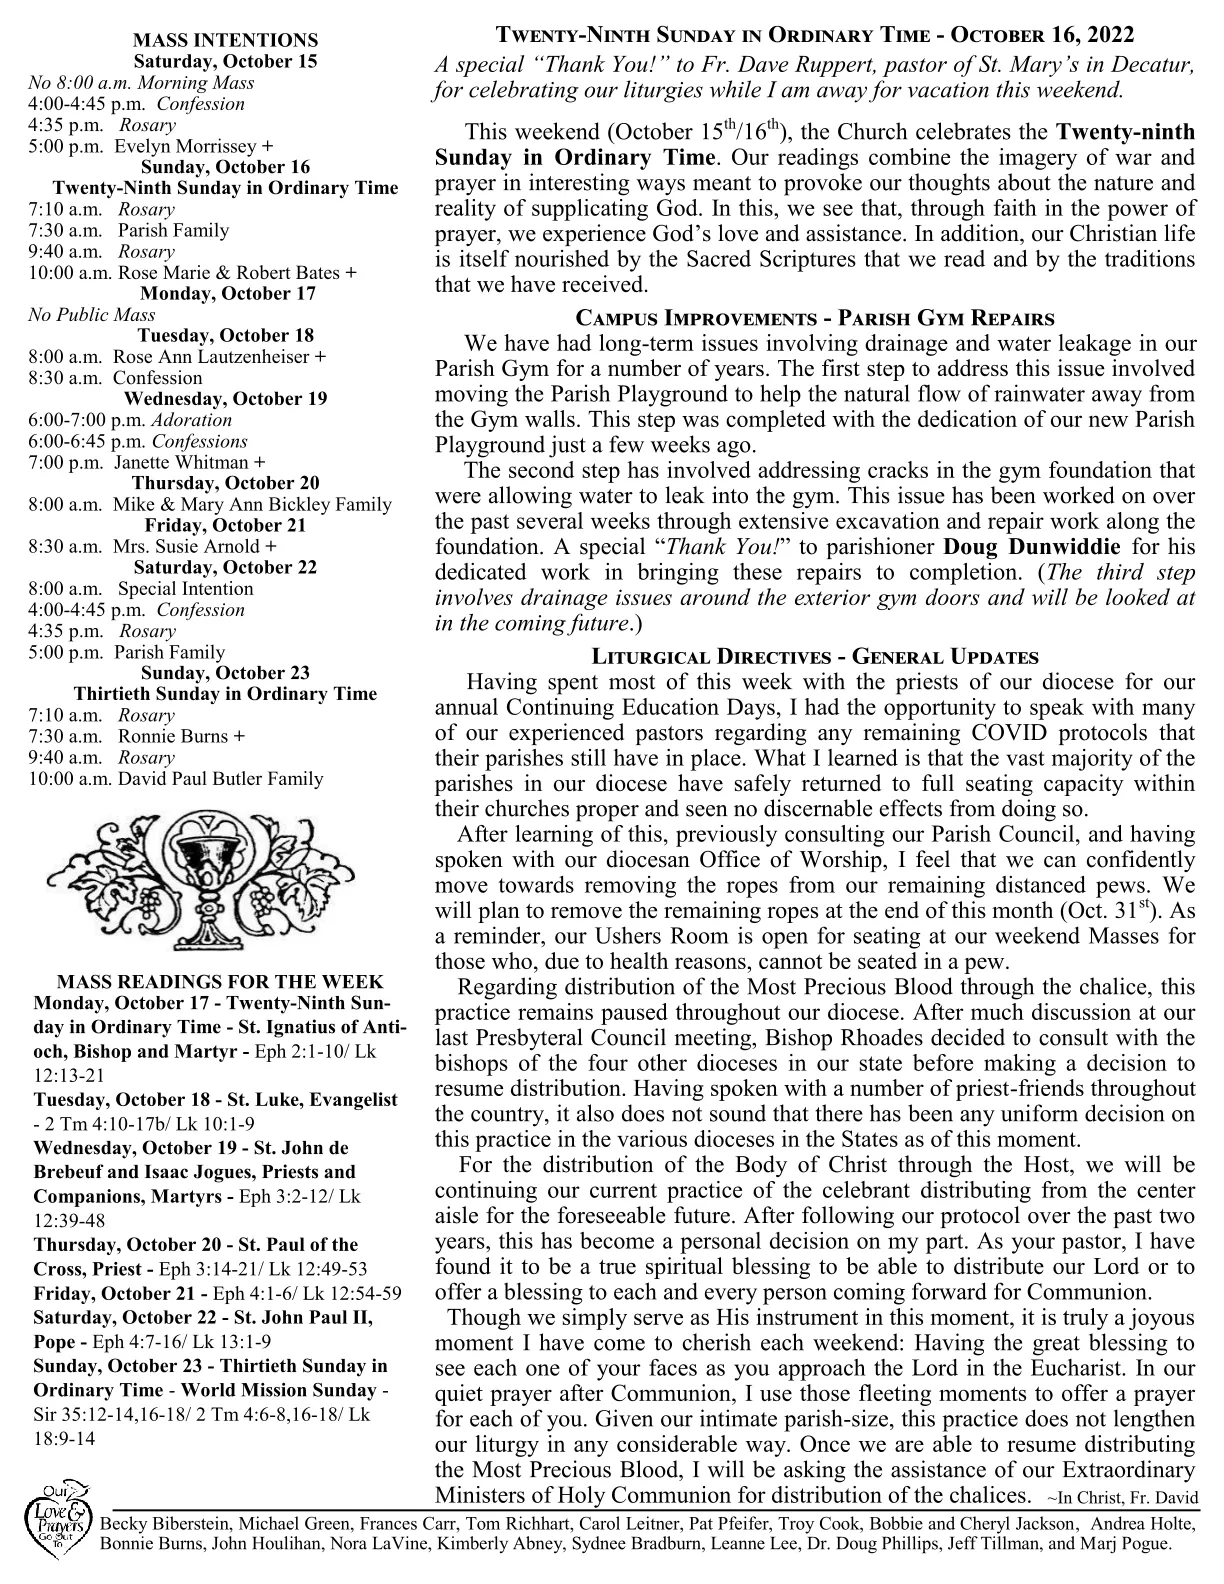 MASS INTENTIONS
Saturday, October 15
No 8:00 a.m. Morning Mass
4:00-4:45 p.m. Confession
4:35 p.m. Rosary
5:00 p.m. Evelyn Morrissey +
Sunday, October 16
Twenty-Ninth Sunday in Ordinary Time
7:10 a.m. Rosary
7:30 a.m. Parish Family
9:40 a.m. Rosary
10:00 a.m. Rose Marie & Robert Bates +
Monday, October 17
No Public Mass
Tuesday, October 18
8:00 a.m. Rose Ann Lautzenheiser +
8:30 a.m. Confession
Wednesday, October 19
6:00-7:00 p.m. Adoration
6:00-6:45 p.m. Confessions
7:00 p.m. Janette Whitman +
Thursday, October 20
8:00 a.m. Mike & Mary Ann Bickley Family
Friday, October 21
8:30 a.m. Mrs. Susie Arnold +
Saturday, October 22
8:00 a.m. Special Intention
4:00-4:45 p.m. Confession
4:35 p.m. Rosary
5:00 p.m. Parish Family
Sunday, October 23
Thirtieth Sunday in Ordinary Time
7:10 a.m. Rosary
7:30 a.m. Ronnie Burns +
9:40 a.m. Rosary
10:00 a.m. David Paul Butler Family
MASS READINGS FOR THE WEEK
Monday, October 17 - Twenty-Ninth Sun-
day in Ordinary Time - St. Ignatius of Anti-
och, Bishop and Martyr - Eph 2:1-10/ Lk
12:13-21
Tuesday, October 18 - St. Luke, Evangelist
- 2 Tm 4:10-17b/ Lk 10:1-9
Wednesday, October 19 - St. John de
Brebeuf and Isaac Jogues, Priests and
Companions, Martyrs - Eph 3:2-12/ Lk
12:39-48
Thursday, October 20 - St. Paul of the
Cross, Priest - Eph 3:14-21/ Lk 12:49-53
Friday, October 21 - Eph 4:1-6/ Lk 12:54-59
Saturday, October 22 - St. John Paul II,
Pope - Eph 4:7-16/ Lk 13:1-9
Sunday, October 23 - Thirtieth Sunday in
Ordinary Time - World Mission Sunday -
Sir 35:12-14,16-18/ 2 Tm 4:6-8,16-18/ Lk
18:9-14
TWENTY-NINTH SUNDAY IN ORDINARY TIME - OCTOBER 16, 2022
A special “Thank You!” to Fr. Dave Ruppert, pastor of St. Mary’s in Decatur,
for celebrating our liturgies while I am away for vacation this weekend.
This weekend (October 15th/16th), the Church celebrates the Twenty-ninth
Sunday in Ordinary Time. Our readings combine the imagery of war and
prayer in interesting ways meant to provoke our thoughts about the nature and
reality of supplicating God. In this, we see that, through faith in the power of
prayer, we experience God’s love and assistance. In addition, our Christian life
is itself nourished by the Sacred Scriptures that we read and by the traditions
that we have received.
CAMPUS IMPROVEMENTS - PARISH GYM REPAIRS
We have had long-term issues involving drainage and water leakage in our
Parish Gym for a number of years. The first step to address this issue involved
moving the Parish Playground to help the natural flow of rainwater away from
the Gym walls. This step was completed with the dedication of our new Parish
Playground just a few weeks ago.
The second step has involved addressing cracks in the gym foundation that
were allowing water to leak into the gym. This issue has been worked on over
the past several weeks through extensive excavation and repair work along the
foundation. A special “Thank You!” to parishioner Doug Dunwiddie for his
dedicated work in bringing these repairs to completion. (The third step
involves drainage issues around the exterior gym doors and will be looked at
in the coming future.)
LITURGICAL DIRECTIVES - GENERAL UPDATES
Having spent most of this week with the priests of our diocese for our
annual Continuing Education Days, I had the opportunity to speak with many
of our experienced pastors regarding any remaining COVID protocols that
their parishes still have in place. What I learned is that the vast majority of the
parishes in our diocese have safely returned to full seating capacity within
their churches proper and seen no discernable effects from doing so.
After learning of this, previously consulting our Parish Council, and having
spoken with our diocesan Office of Worship, I feel that we can confidently
move towards removing the ropes from our remaining distanced pews. We
will plan to remove the remaining ropes at the end of this month (Oct. 31st). As
a reminder, our Ushers Room is open for seating at our weekend Masses for
those who, due to health reasons, cannot be seated in a pew.
Regarding distribution of the Most Precious Blood through the chalice, this
practice remains paused throughout our diocese. After much discussion at our
last Presbyteral Council meeting, Bishop Rhoades decided to consult with the
bishops of the four other dioceses in our state before making a decision to
resume distribution. Having spoken with a number of priest-friends throughout
the country, it also does not sound that there has been any uniform decision on
this practice in the various dioceses in the States as of this moment.
For the distribution of the Body of Christ through the Host, we will be
continuing our current practice of the celebrant distributing from the center
aisle for the foreseeable future. After following our protocol over the past two
years, this has become a personal decision on my part. As your pastor, I have
found it to be a true spiritual blessing to be able to distribute our Lord or to
offer a blessing to each and every person coming forward for Communion.
Though we simply serve as His instrument in this moment, it is truly a joyous
moment I have come to cherish each weekend: Having the great blessing to
see each one of your faces as you approach the Lord in the Eucharist. In our
quiet prayer after Communion, I use those fleeting moments to offer a prayer
for each of you. Given our intimate parish-size, this practice does not lengthen
our liturgy in any considerable way. Once we are able to resume distributing
the Most Precious Blood, I will be asking the assistance of our Extraordinary
Ministers of Holy Communion for distribution of the chalices. ~In Christ, Fr. David
Our
Love &
Prayers
Go Out
To
Becky Biberstein, Michael Green, Frances Carr, Tom Richhart, Carol Leitner, Pat Pfeifer, Troy Cook, Bobbie and Cheryl Jackson, Andrea Holte,
Bonnie Burns, John Houlihan, Nora LaVine, Kimberly Abney, Sydnee Bradburn, Leanne Lee, Dr. Doug Phillips, Jeff Tillman, and Marj Pogue.